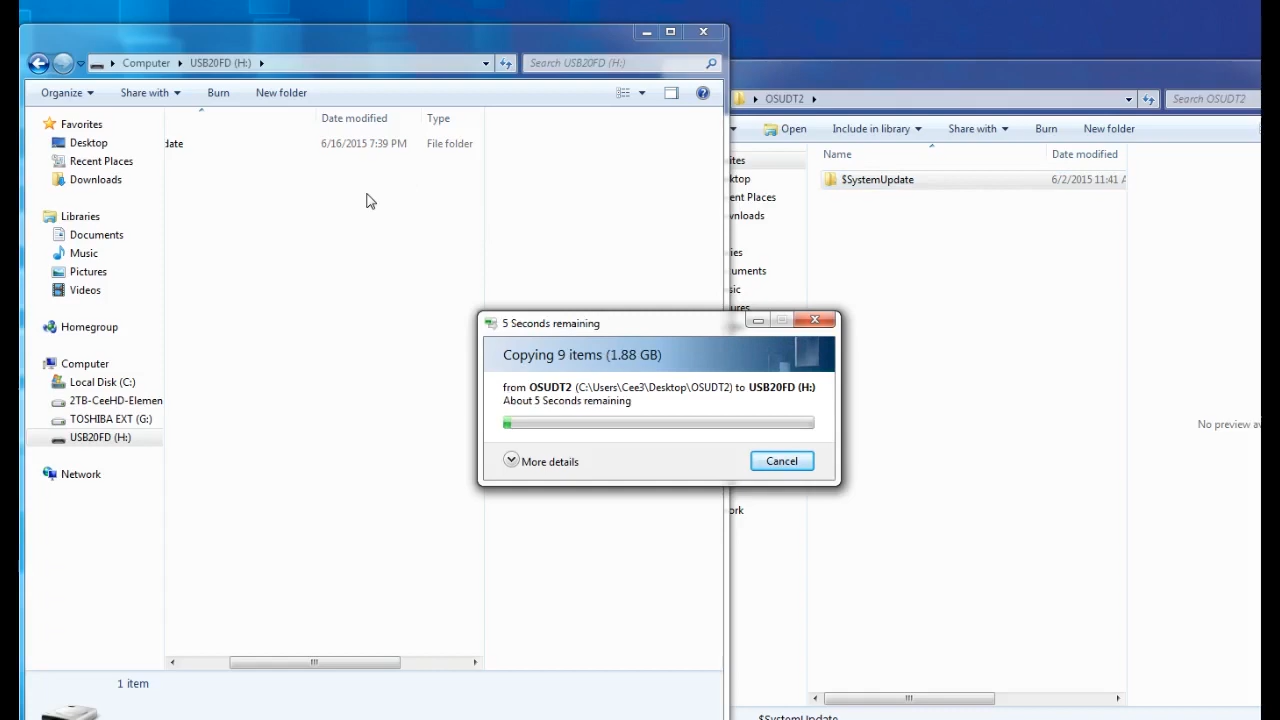 Computer USB20FD (H:)
Search USB20FD (H:)
Organize Share with Burn New folder
Date modified Type
date 6/16/2015 7:39 PM File folder
Favorites
Desktop
Recent Places
Downloads
Libraries
Documents
Music
Pictures
Videos
Homegroup
Computer
Local Disk (C:)
2TB-CeeHD-Elemen
TOSHIBA EXT (G:)
USB20FD (H:)
Network
1 item
OSUDT2
Search OSUDT2
Open Include in library Share with Burn New folder
Name Date modified
$SystemUpdate 6/2/2015 11:41 A
ites
ktop
ent Places
wnloads
ies
uments
sic
ures
ork
No preview av
$SystemUpdate
5 Seconds remaining
Copying 9 items (1.88 GB)
from OSUDT2 (C:\Users\Cee3\Desktop\OSUDT2) to USB20FD (H:)
About 5 Seconds remaining
More details
Cancel